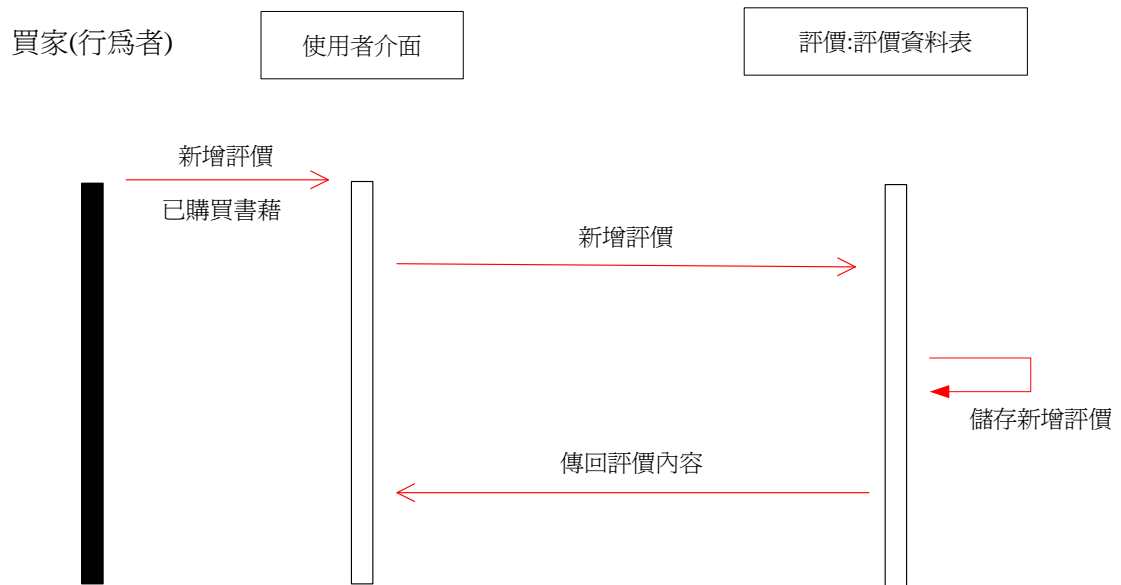 買家(行為者)
使用者介面
評價:評價資料表
新增評價
已購買書藉
新增評價
儲存新增評價
傳回評價內容